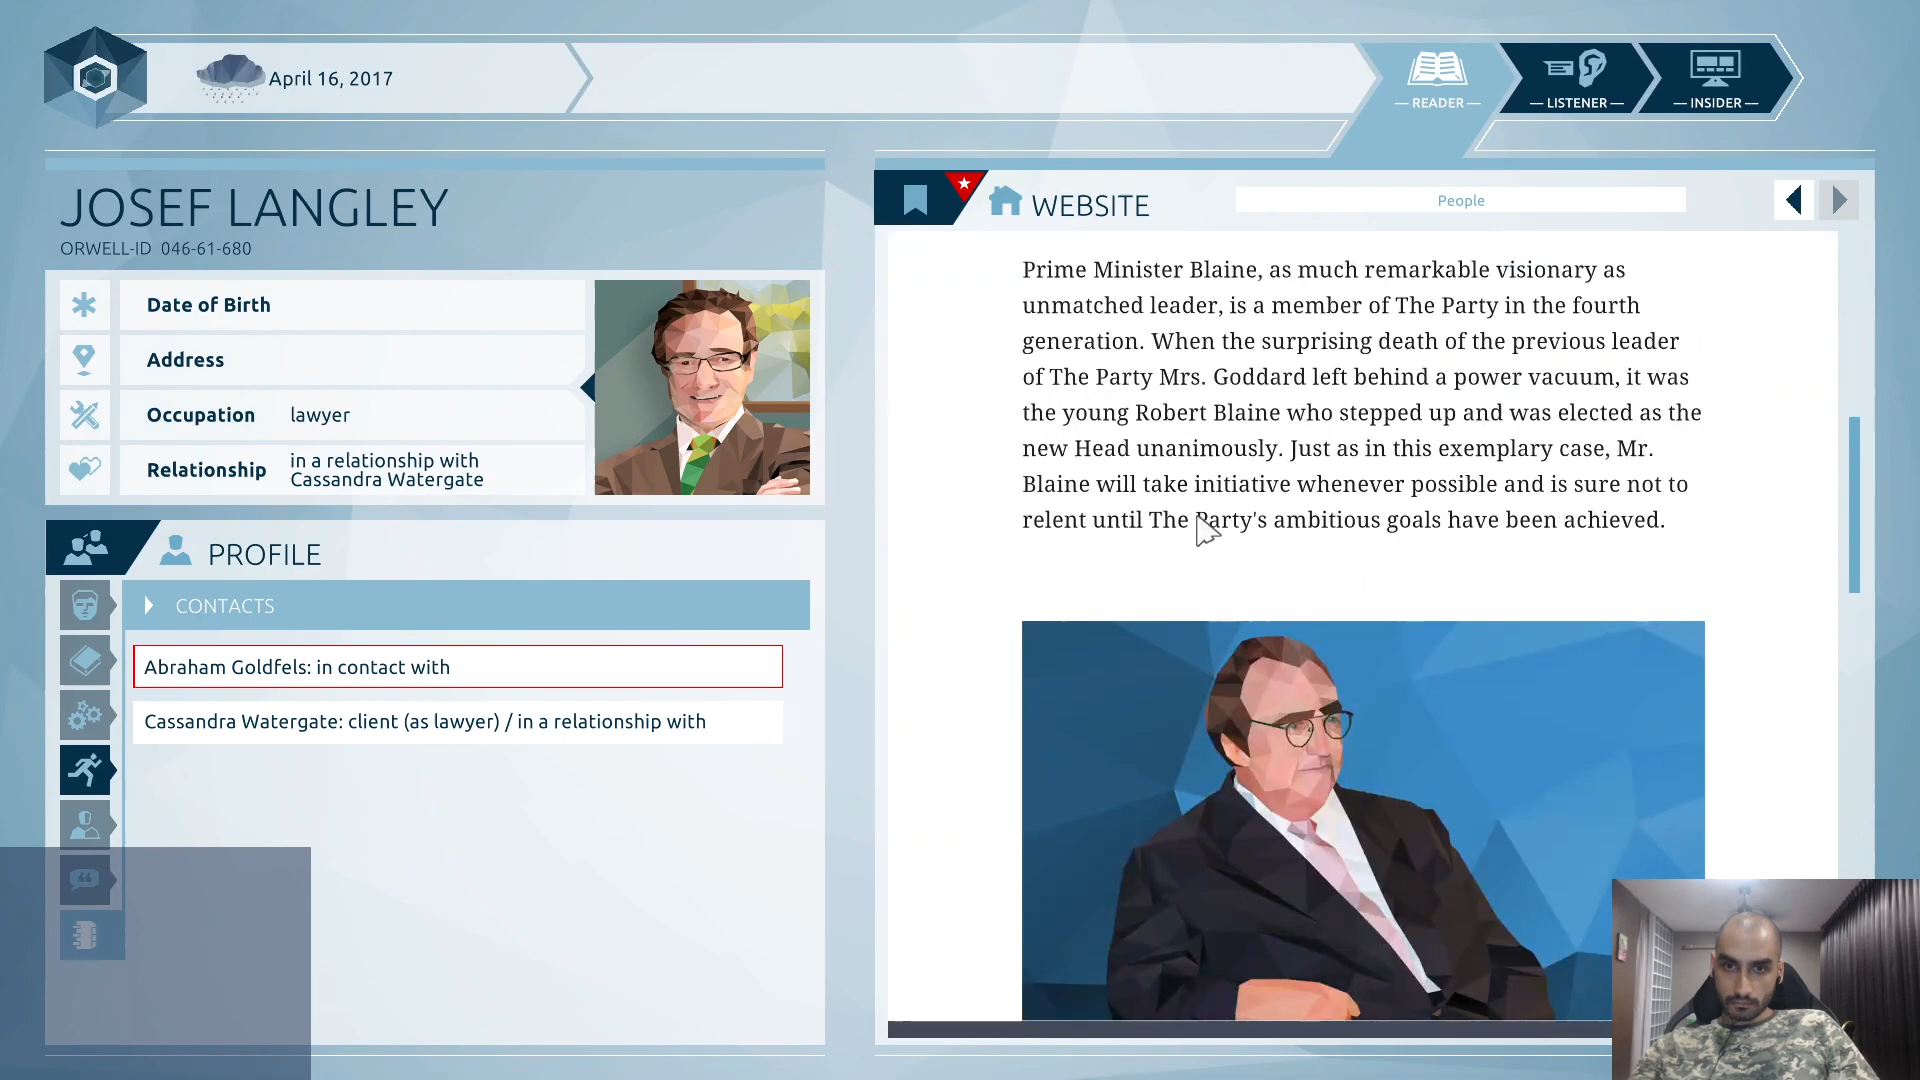 April 16, 2017
READER
LISTENER
INSIDER
JOSEF LANGLEY
ORWELL-ID 046-61-680
Date of Birth
Address
Occupation lawyer
Relationship in a relationship with
Cassandra Watergate
PROFILE
CONTACTS
Abraham Goldfels: in contact with
Cassandra Watergate: client (as lawyer) / in a relationship with
WEBSITE
People
Prime Minister Blaine, as much remarkable visionary as
unmatched leader, is a member of The Party in the fourth
generation. When the surprising death of the previous leader
of The Party Mrs. Goddard left behind a power vacuum, it was
the young Robert Blaine who stepped up and was elected as the
new Head unanimously. Just as in this exemplary case, Mr.
Blaine will take initiative whenever possible and is sure not to
relent until The Party's ambitious goals have been achieved.